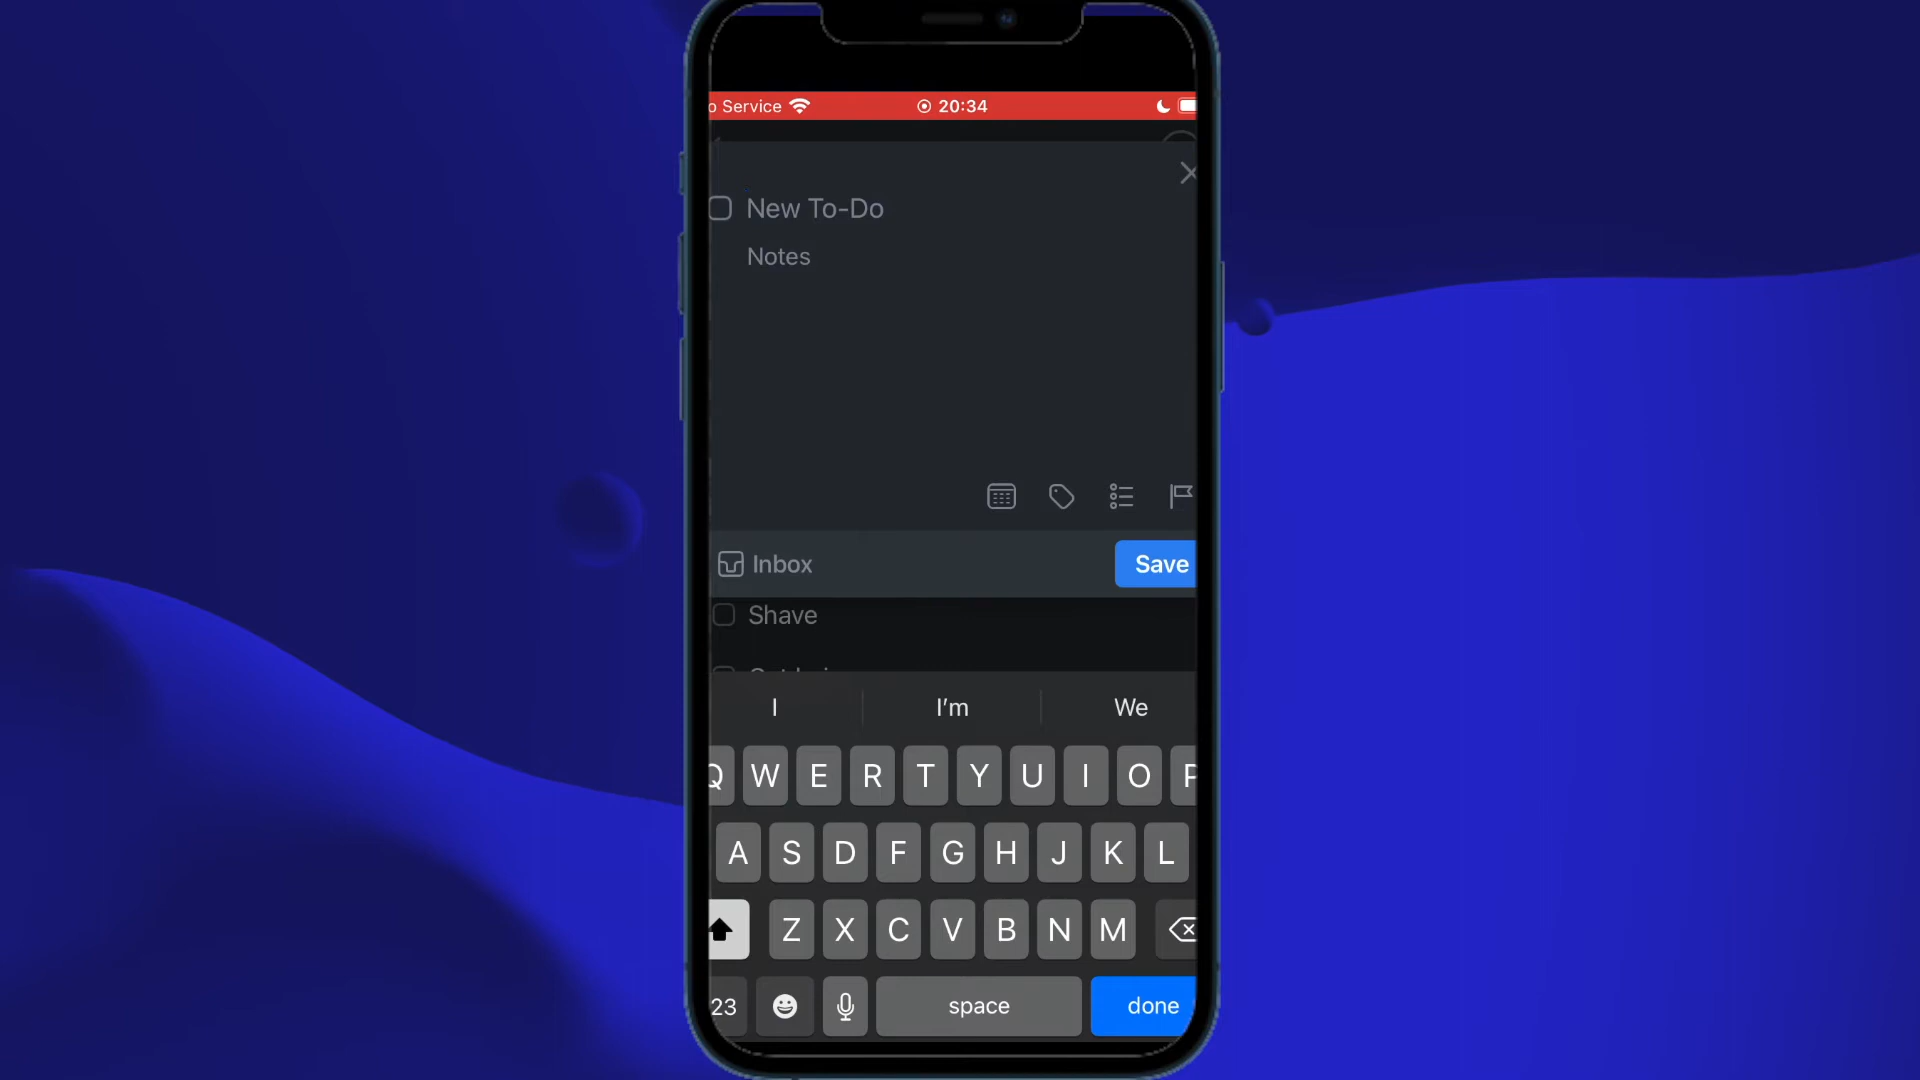 o Service 20:34
New To-Do
Notes
Inbox Save
Shave
I I'm We
Q W E R T Y U I O P
A S D F G H J K L
Z X C V B N M
23 space done